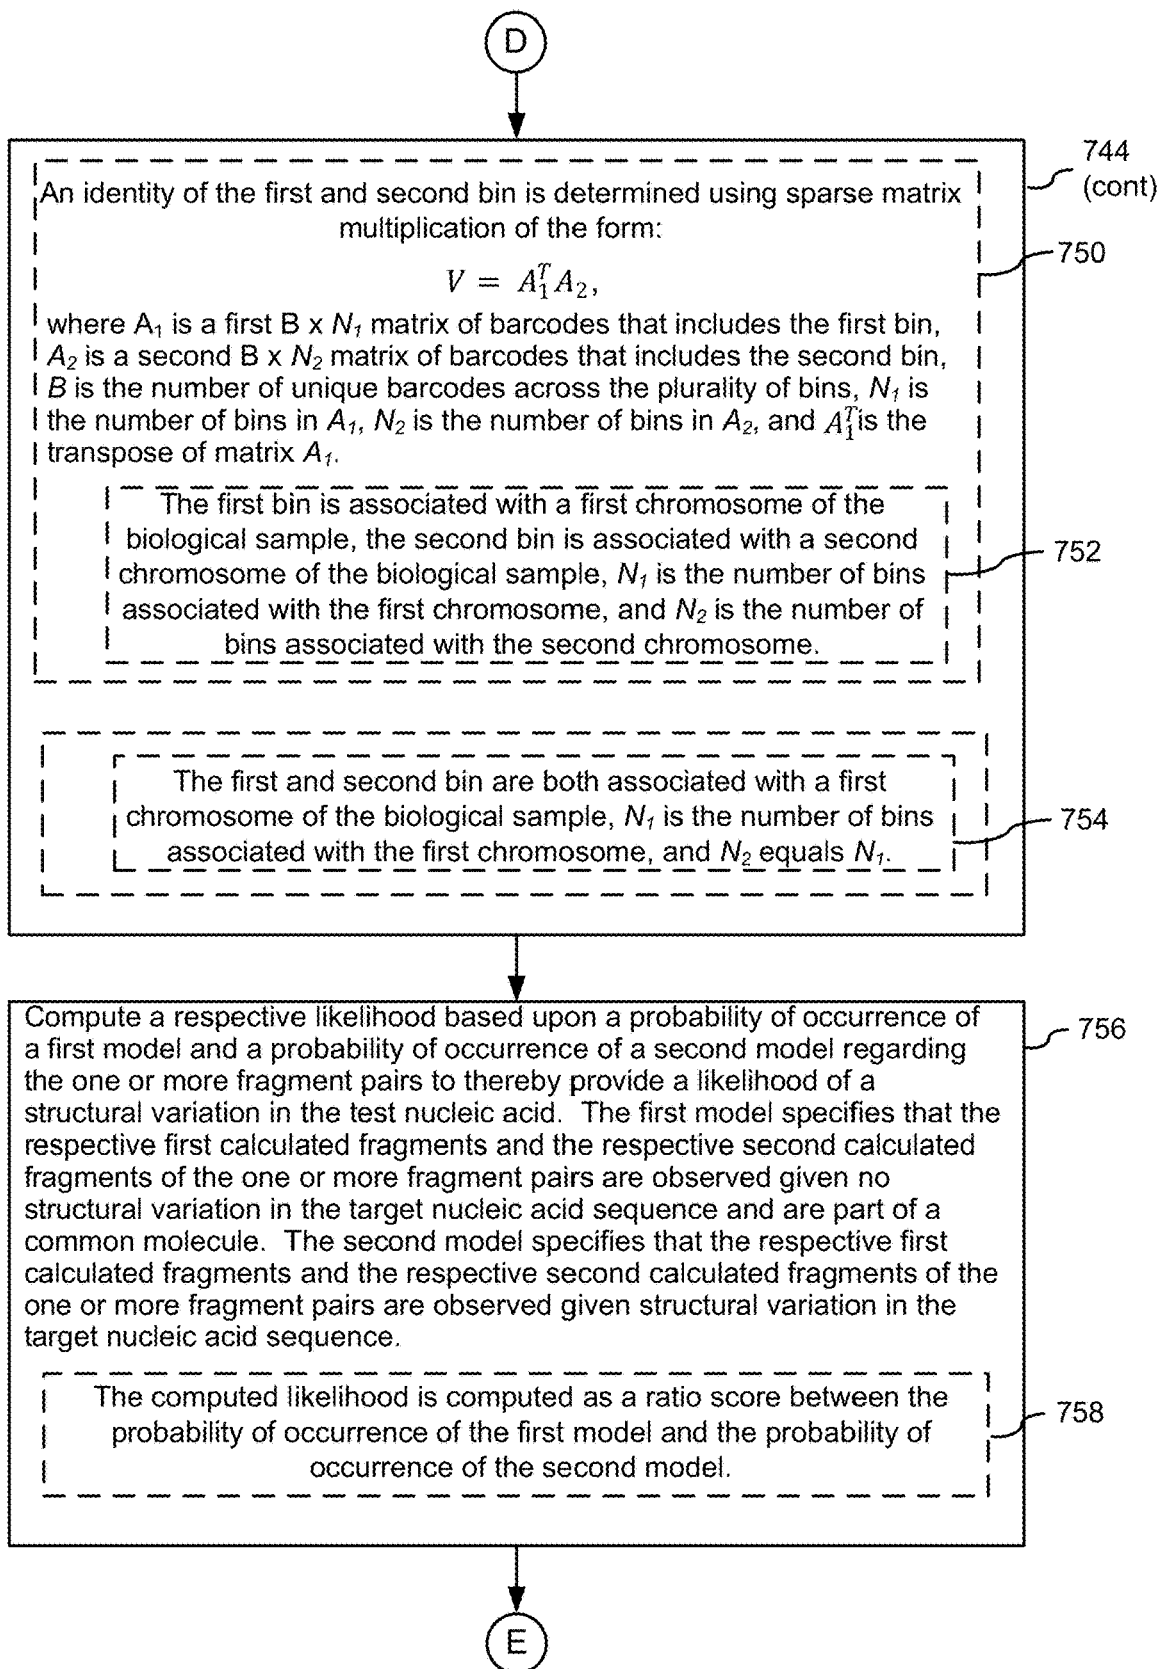 D
744
(cont)
An identity of the first and second bin is determined using sparse matrix
multiplication of the form:
750
V = A₁ᵀA₂,
where A₁ is a first B x N₁ matrix of barcodes that includes the first bin,
A₂ is a second B x N₂ matrix of barcodes that includes the second bin,
B is the number of unique barcodes across the plurality of bins, N₁ is
the number of bins in A₁, N₂ is the number of bins in A₂, and A₁ᵀis the
transpose of matrix A₁.
The first bin is associated with a first chromosome of the
biological sample, the second bin is associated with a second
752
chromosome of the biological sample, N₁ is the number of bins
associated with the first chromosome, and N₂ is the number of
bins associated with the second chromosome.
The first and second bin are both associated with a first
chromosome of the biological sample, N₁ is the number of bins
754
associated with the first chromosome, and N₂ equals N₁.
Compute a respective likelihood based upon a probability of occurrence of
756
a first model and a probability of occurrence of a second model regarding
the one or more fragment pairs to thereby provide a likelihood of a
structural variation in the test nucleic acid.  The first model specifies that the
respective first calculated fragments and the respective second calculated
fragments of the one or more fragment pairs are observed given no
structural variation in the target nucleic acid sequence and are part of a
common molecule.  The second model specifies that the respective first
calculated fragments and the respective second calculated fragments of the
one or more fragment pairs are observed given structural variation in the
target nucleic acid sequence.
The computed likelihood is computed as a ratio score between the
758
probability of occurrence of the first model and the probability of
occurrence of the second model.
E